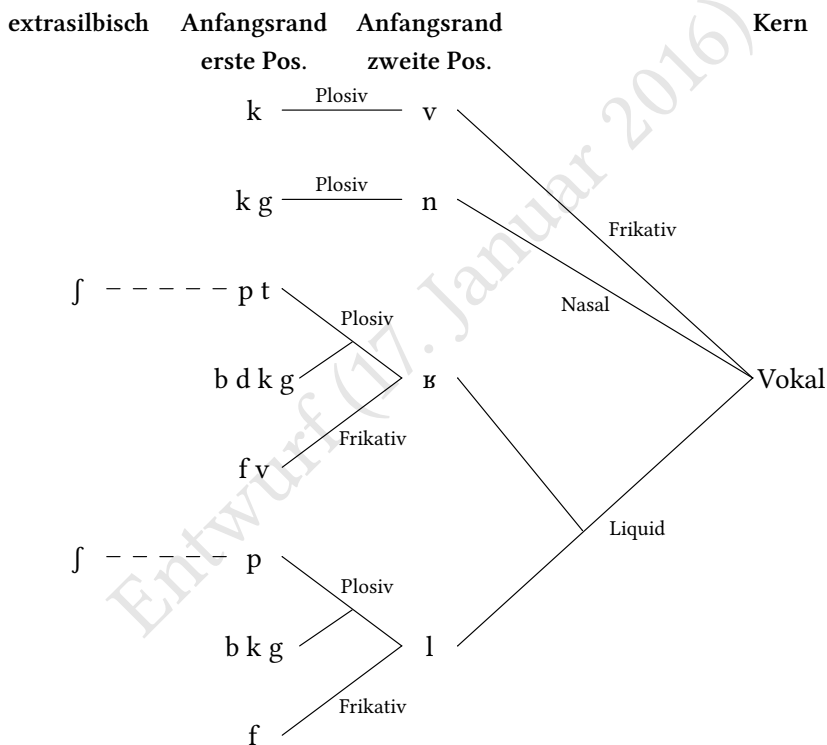 extrasilbisch Anfangsrand Anfangsrand Kern
erste Pos. zweite Pos.
k Plosiv v
k g Plosiv n
Frikativ
ʃ p t
Nasal
Plosiv
b d k g ʁ Vokal
Frikativ
f v
Liquid
ʃ p
Plosiv
b k g l
Frikativ
f
Entwurf (17. Januar 2016)